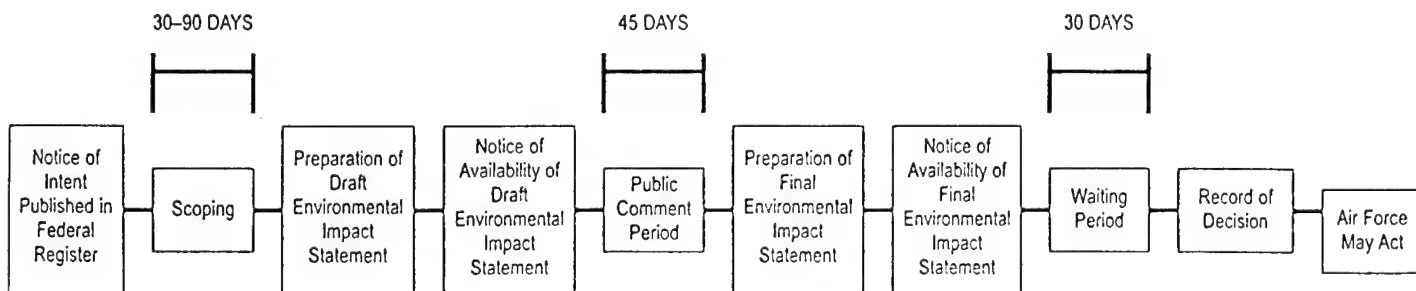 30–90 DAYS
45 DAYS
30 DAYS
Notice of
Intent
Published in
Federal
Register
Scoping
Preparation of
Draft
Environmental
Impact
Statement
Notice of
Availability of
Draft
Environmental
Impact
Statement
Public
Comment
Period
Preparation of
Final
Environmental
Impact
Statement
Notice of
Availability of
Final
Environmental
Impact
Statement
Waiting
Period
Record of
Decision
Air Force
May Act